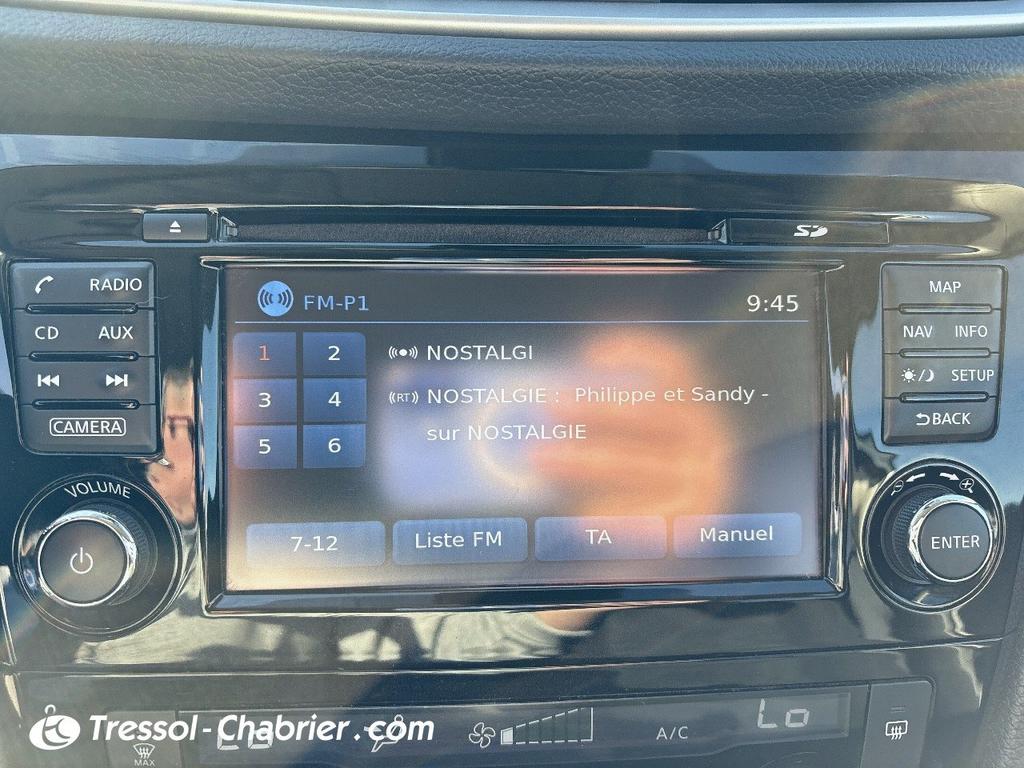 RADIO
CD AUX
CAMERA
VOLUME
SD
FM-P1 9:45
1 2
3 4
5 6
NOSTALGI
RT NOSTALGIE : Philippe et Sandy -
sur NOSTALGIE
7-12 Liste FM TA Manuel
MAP
NAV INFO
SETUP
BACK
ENTER
Lo
A/C
MAX
Tressol-Chabrier.com